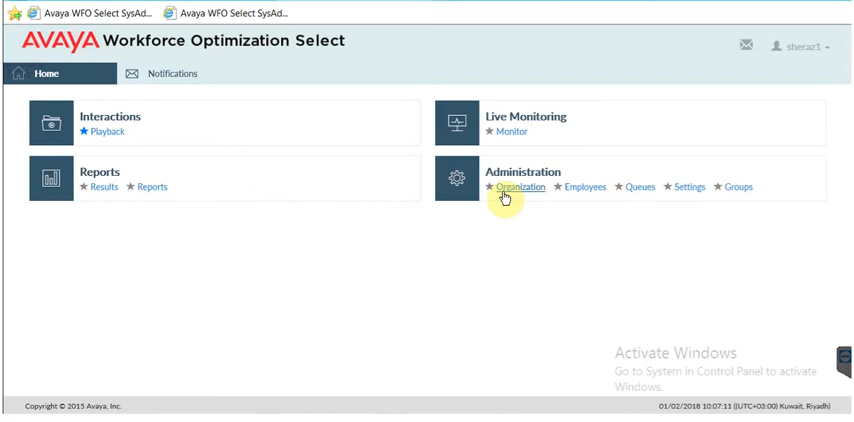 Avaya WFO Select SysAd... Avaya WFO Select SysAd...
AVAYA Workforce Optimization Select
sheraz1
Home Notifications
Interactions
Playback
Live Monitoring
Monitor
Reports
Results Reports
Administration
Organization Employees Queues Settings Groups
Activate Windows
Go to System in Control Panel to activate
Windows.
Copyright © 2015 Avaya, Inc. 01/02/2018 10:07:11 ((UTC+03:00) Kuwait, Riyadh)